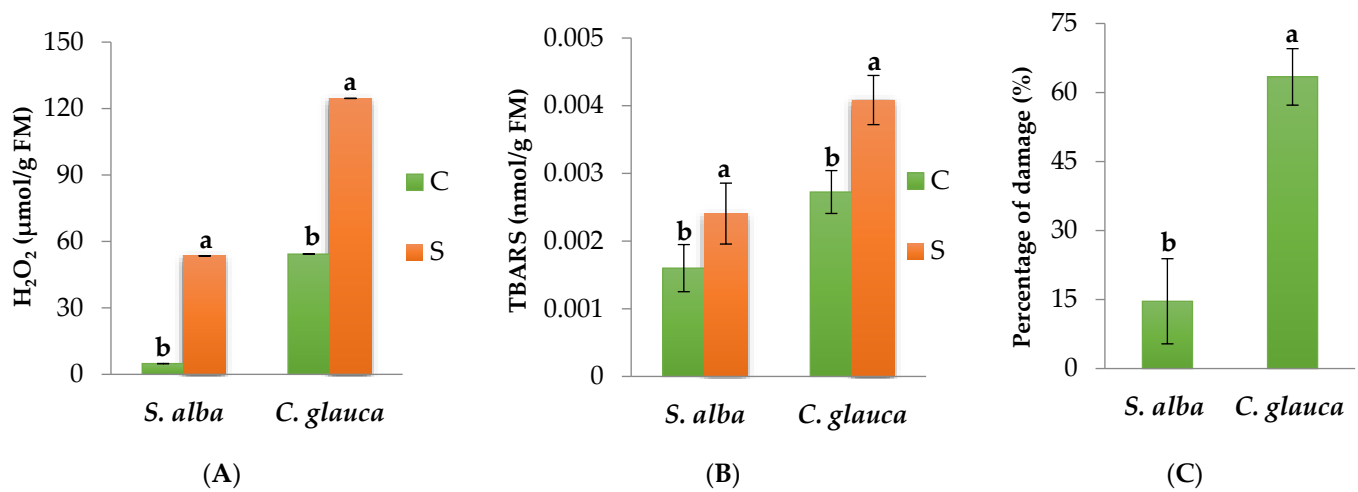 H₂O₂ (µmol/g FM)
150
120
90
60
30
0
b
a
b
a
C
S
S. alba
C. glauca
(A)
TBARS (nmol/g FM)
0.005
0.004
0.003
0.002
0.001
0
b
a
b
a
C
S
S. alba
C. glauca
(B)
Percentage of damage (%)
75
60
45
30
15
0
b
a
S. alba
C. glauca
(C)